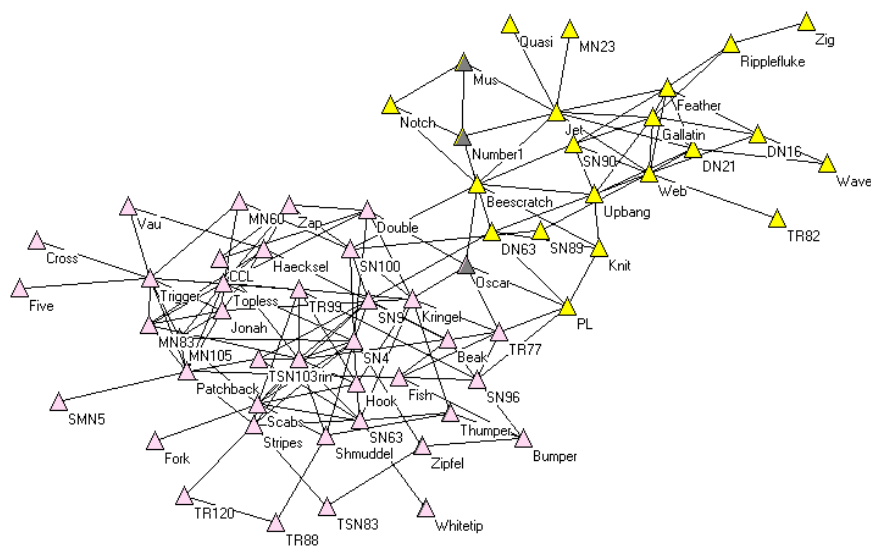 Zig
Quasi
MN23
Ripplefluke
Mus
Feather
Notch
Jet
Gallatin
Number1
SN90
DN21
DN16
Web
Wave
Beescratch
Upbang
TR82
MN60
Zap
Double
Vau
DN63
SN89
Knit
Cross
Haecksel
SN100
CCL
Oscar
Trigger
Topless
TR99
Five
Jonah
SN9
Kringel
PL
MN83
MN105
SN4
Beak
TR77
TSN103
Patchback
Hook
Fish
SN96
SMN5
Scabs
Thumper
Stripes
SN63
Fork
Shmuddel
Zipfel
Bumper
TR120
TSN83
Whitetip
TR88